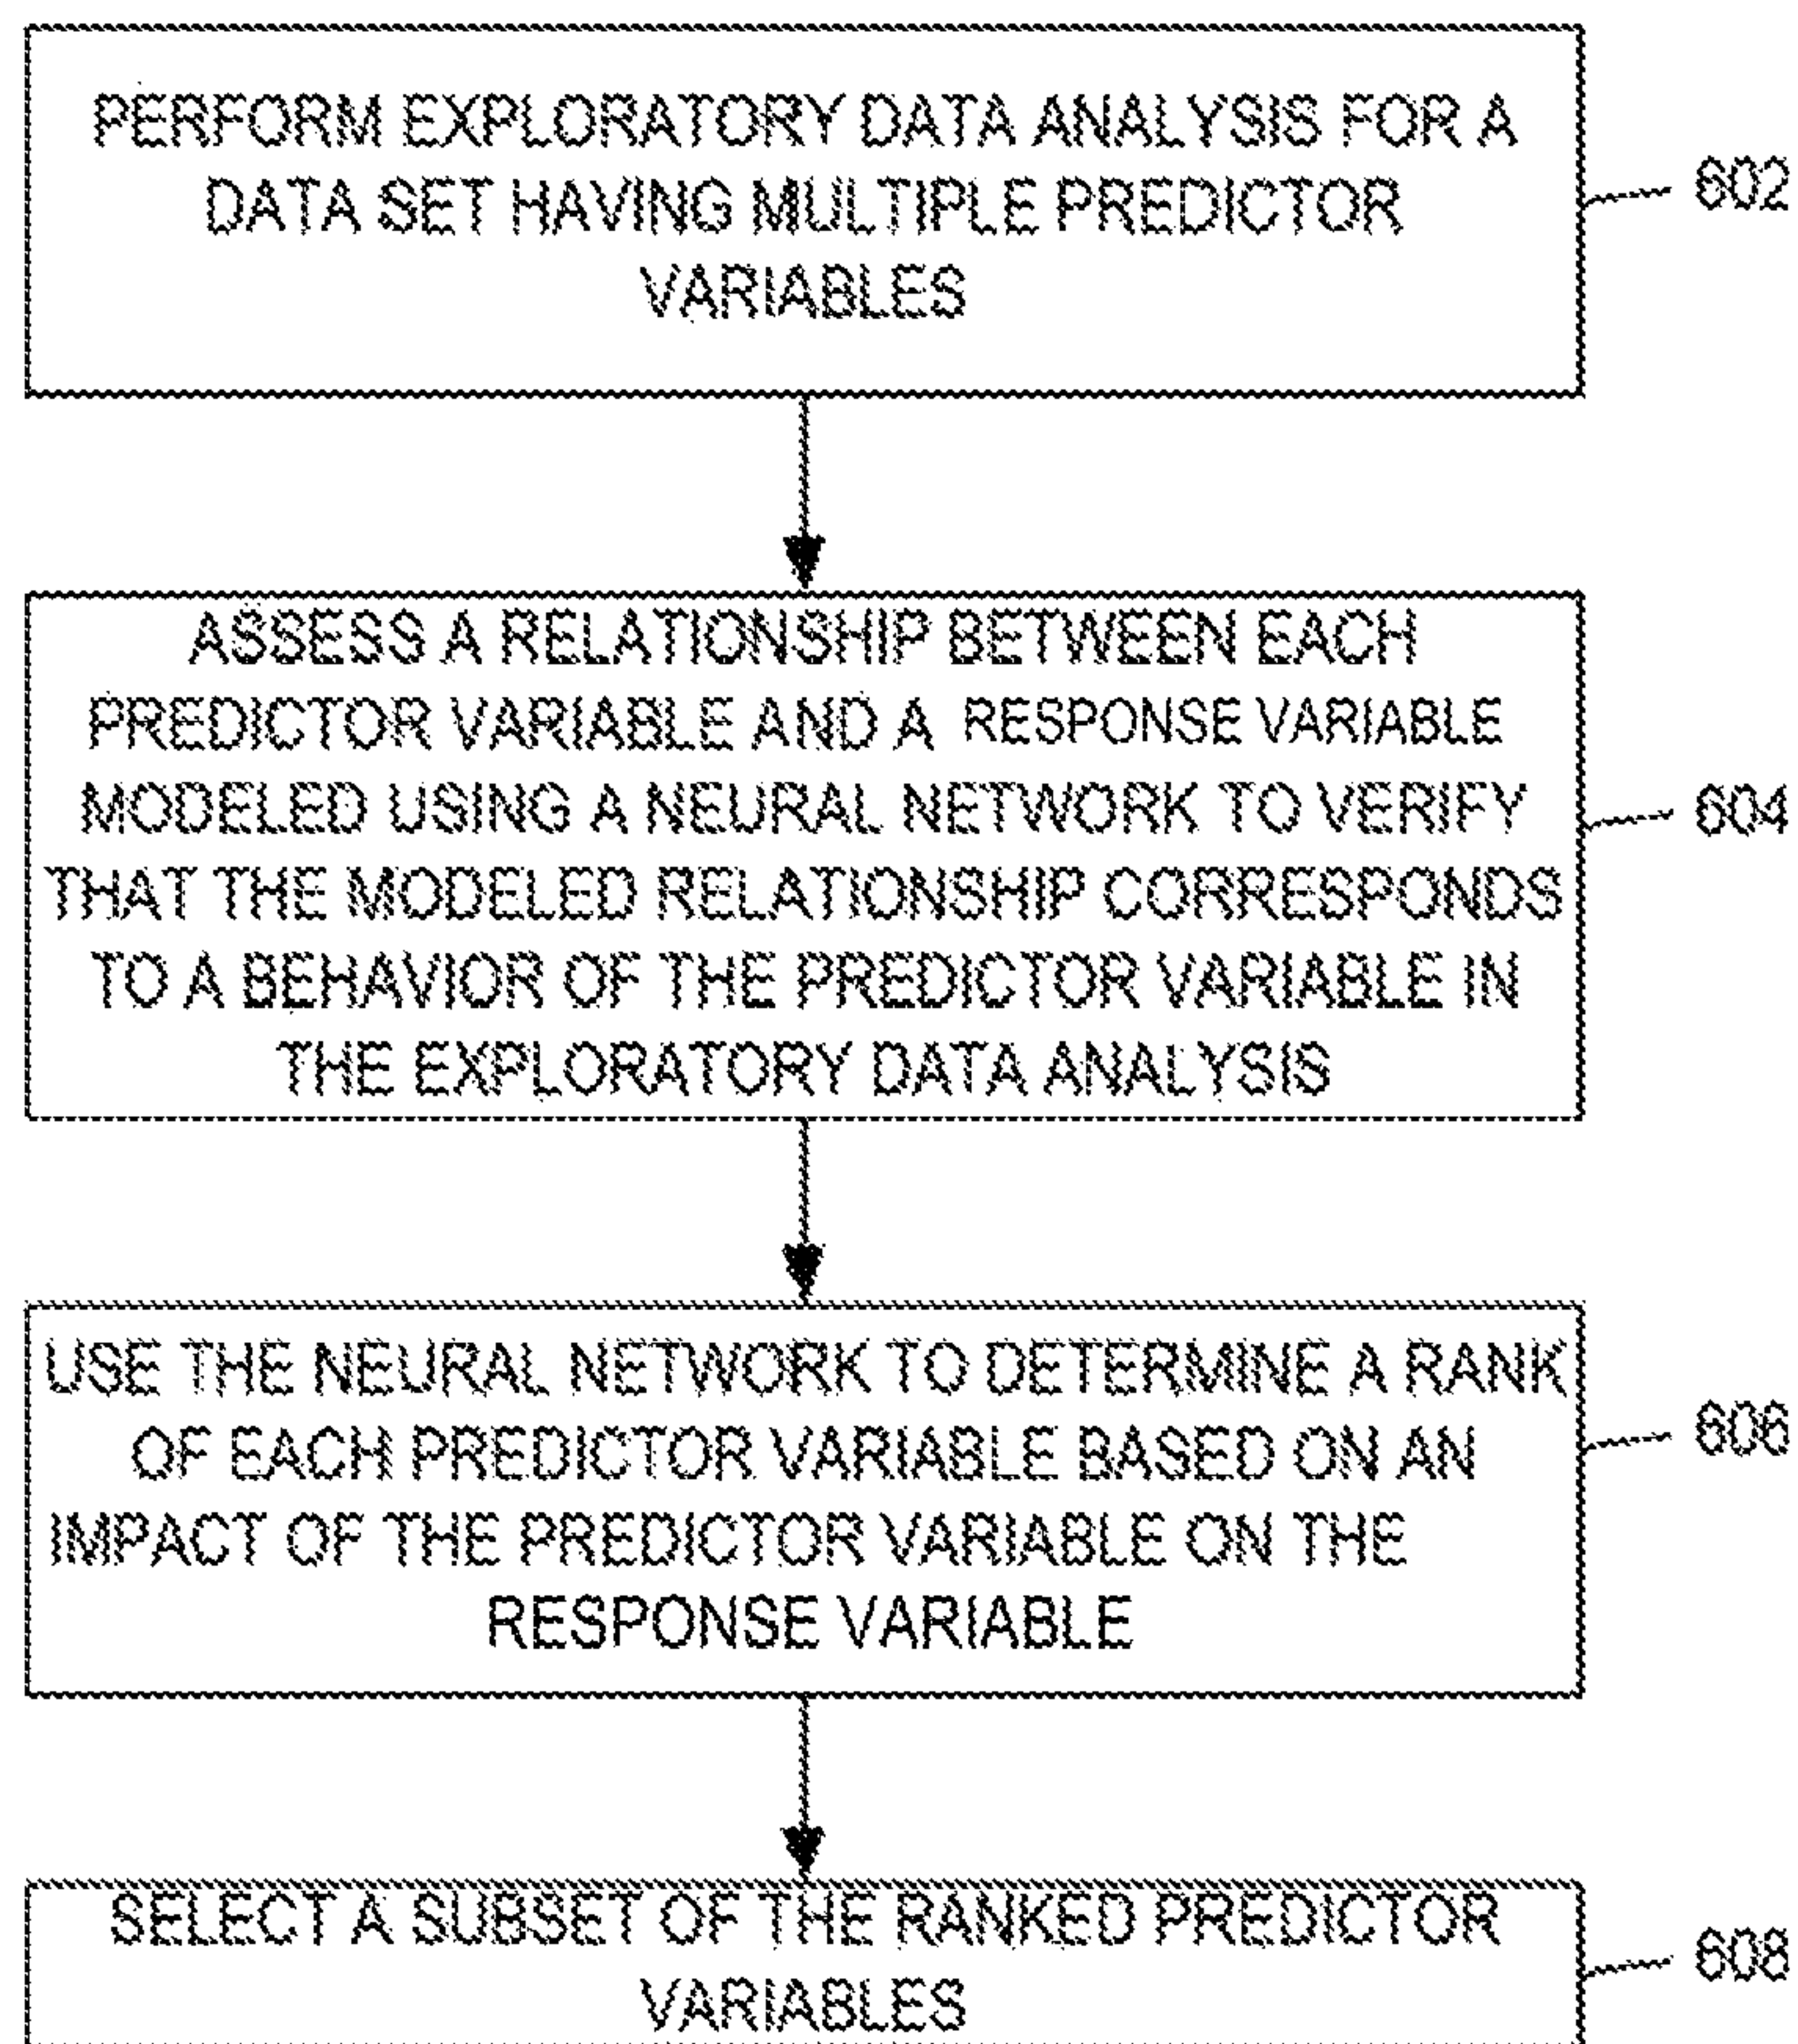 PERFORM EXPLORATORY DATA ANALYSIS FOR A
DATA SET HAVING MULTIPLE PREDICTOR
VARIABLES
602
ASSESS A RELATIONSHIP BETWEEN EACH
PREDICTOR VARIABLE AND A RESPONSE VARIABLE
MODELED USING A NEURAL NETWORK TO VERIFY
THAT THE MODELED RELATIONSHIP CORRESPONDS
TO A BEHAVIOR OF THE PREDICTOR VARIABLE IN
THE EXPLORATORY DATA ANALYSIS
604
USE THE NEURAL NETWORK TO DETERMINE A RANK
OF EACH PREDICTOR VARIABLE BASED ON AN
IMPACT OF THE PREDICTOR VARIABLE ON THE
RESPONSE VARIABLE
606
SELECT A SUBSET OF THE RANKED PREDICTOR
VARIABLES
608